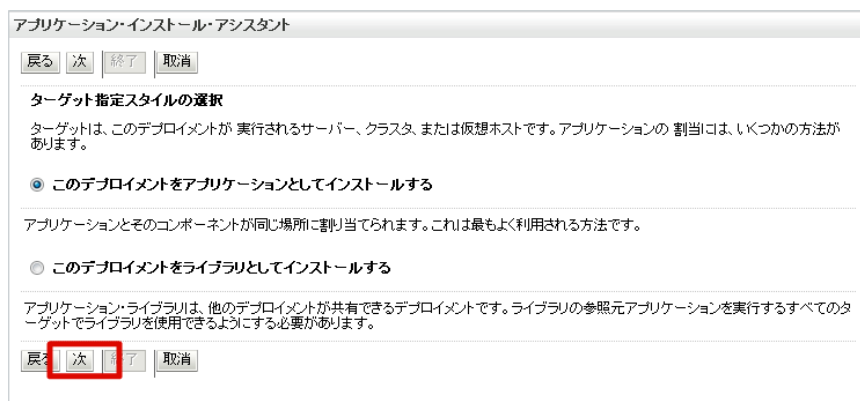 アプリケーション・インストール・アシスタント
戻る 次 終了 取消
ターゲット指定スタイルの選択
ターゲットは、このデプロイメントが 実行されるサーバー、クラスタ、または仮想ホストです。アプリケーションの 割当には、いくつかの方法が
あります。
このデプロイメントをアプリケーションとしてインストールする
アプリケーションとそのコンポーネントが同じ場所に割り当てられます。これは最もよく利用される方法です。
このデプロイメントをライブラリとしてインストールする
アプリケーション・ライブラリは、他のデプロイメントが共有できるデプロイメントです。ライブラリの参照元アプリケーションを実行するすべてのタ
ーゲットでライブラリを使用できるようにする必要があります。
戻る 次 終了 取消